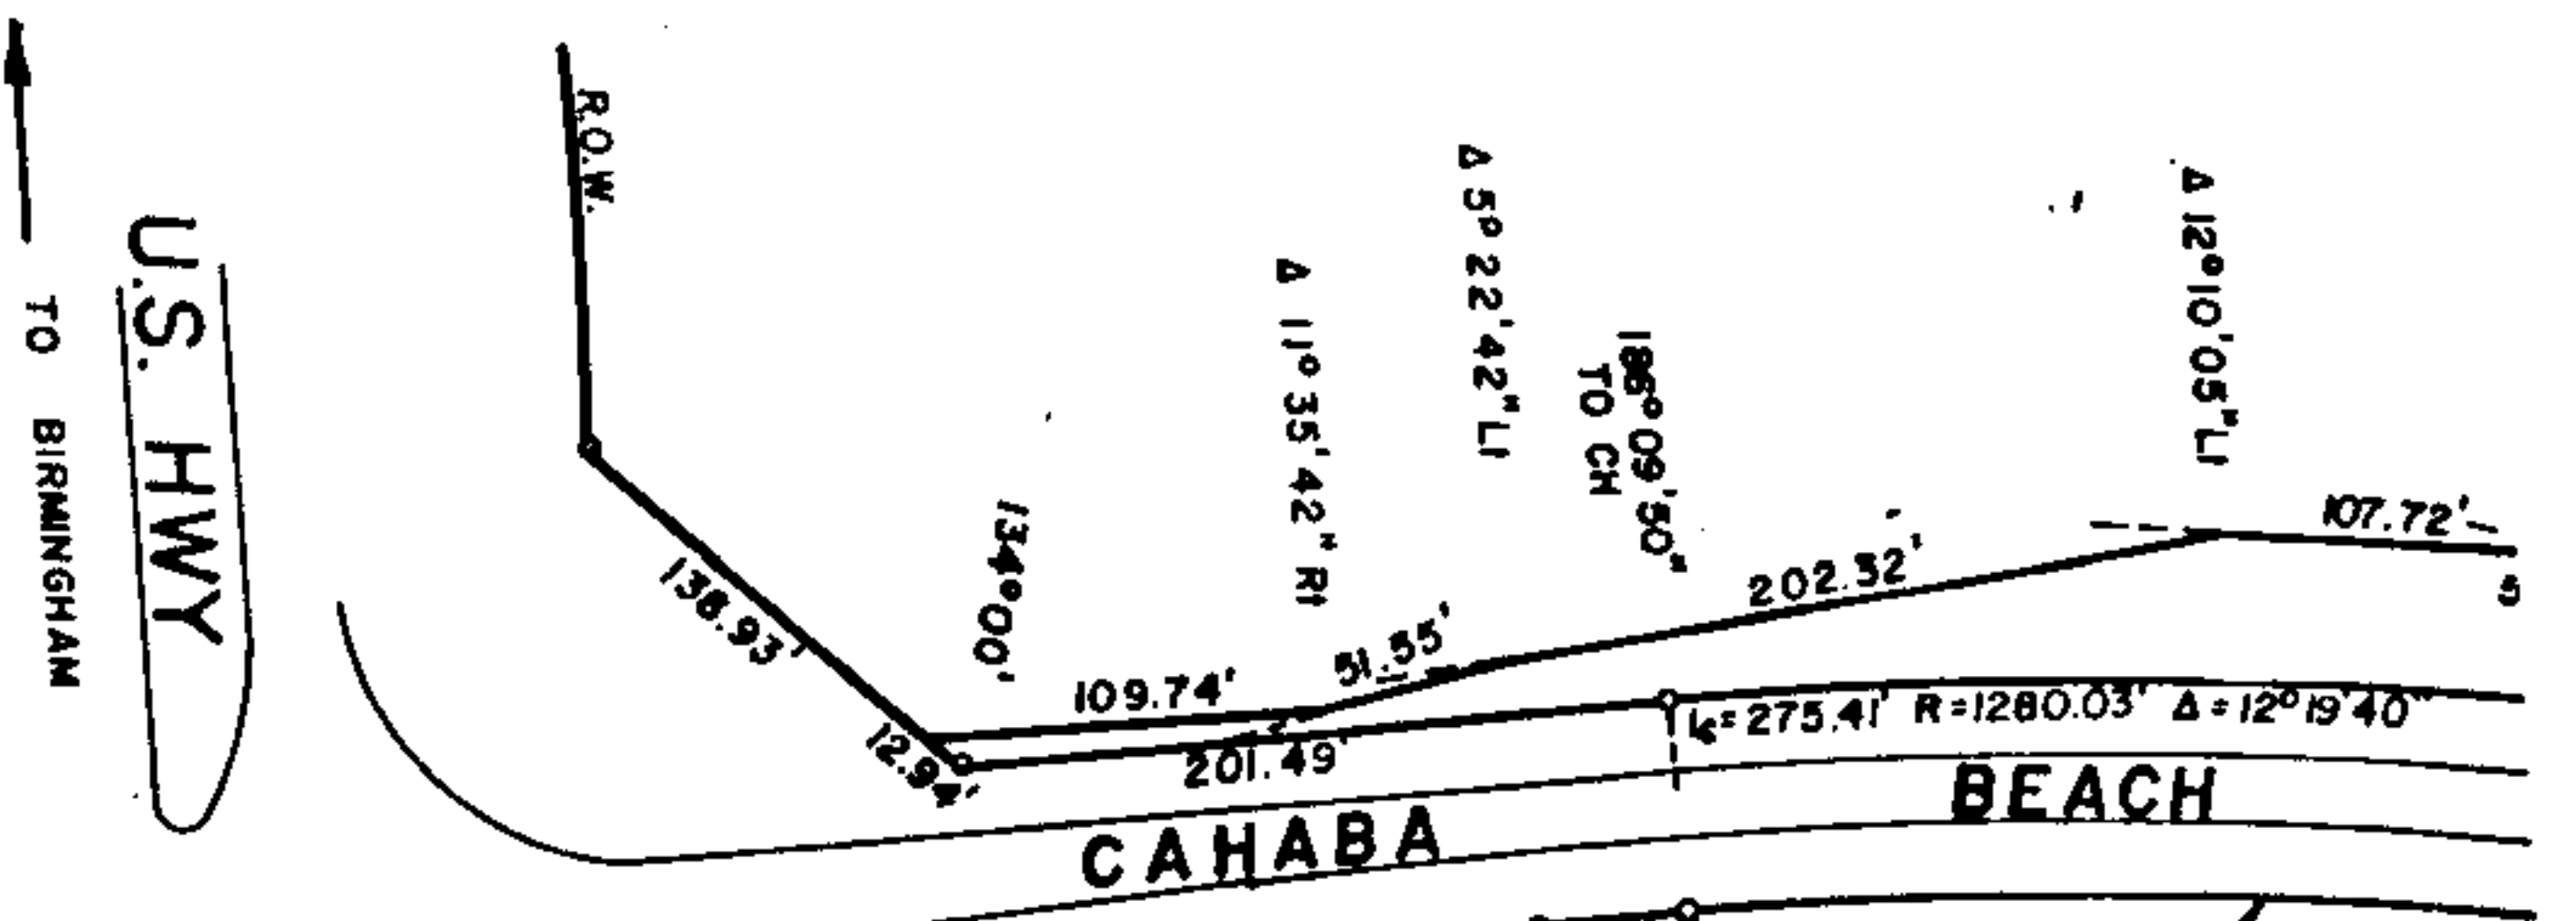 R.O.W.
U.S. HWY
TO BIRMINGHAM
138.93'
12.94'
134°00'
109.74'
Δ 11° 35' 42" Rt
51.55'
Δ 5° 22' 42" Lt
186° 09' 50"
TO CH
202.32'
Δ 12° 10' 05" Lt
107.72'
201.49'
Lc = 275.41' R = 1280.03' Δ = 12° 19' 40"
CAHABA BEACH